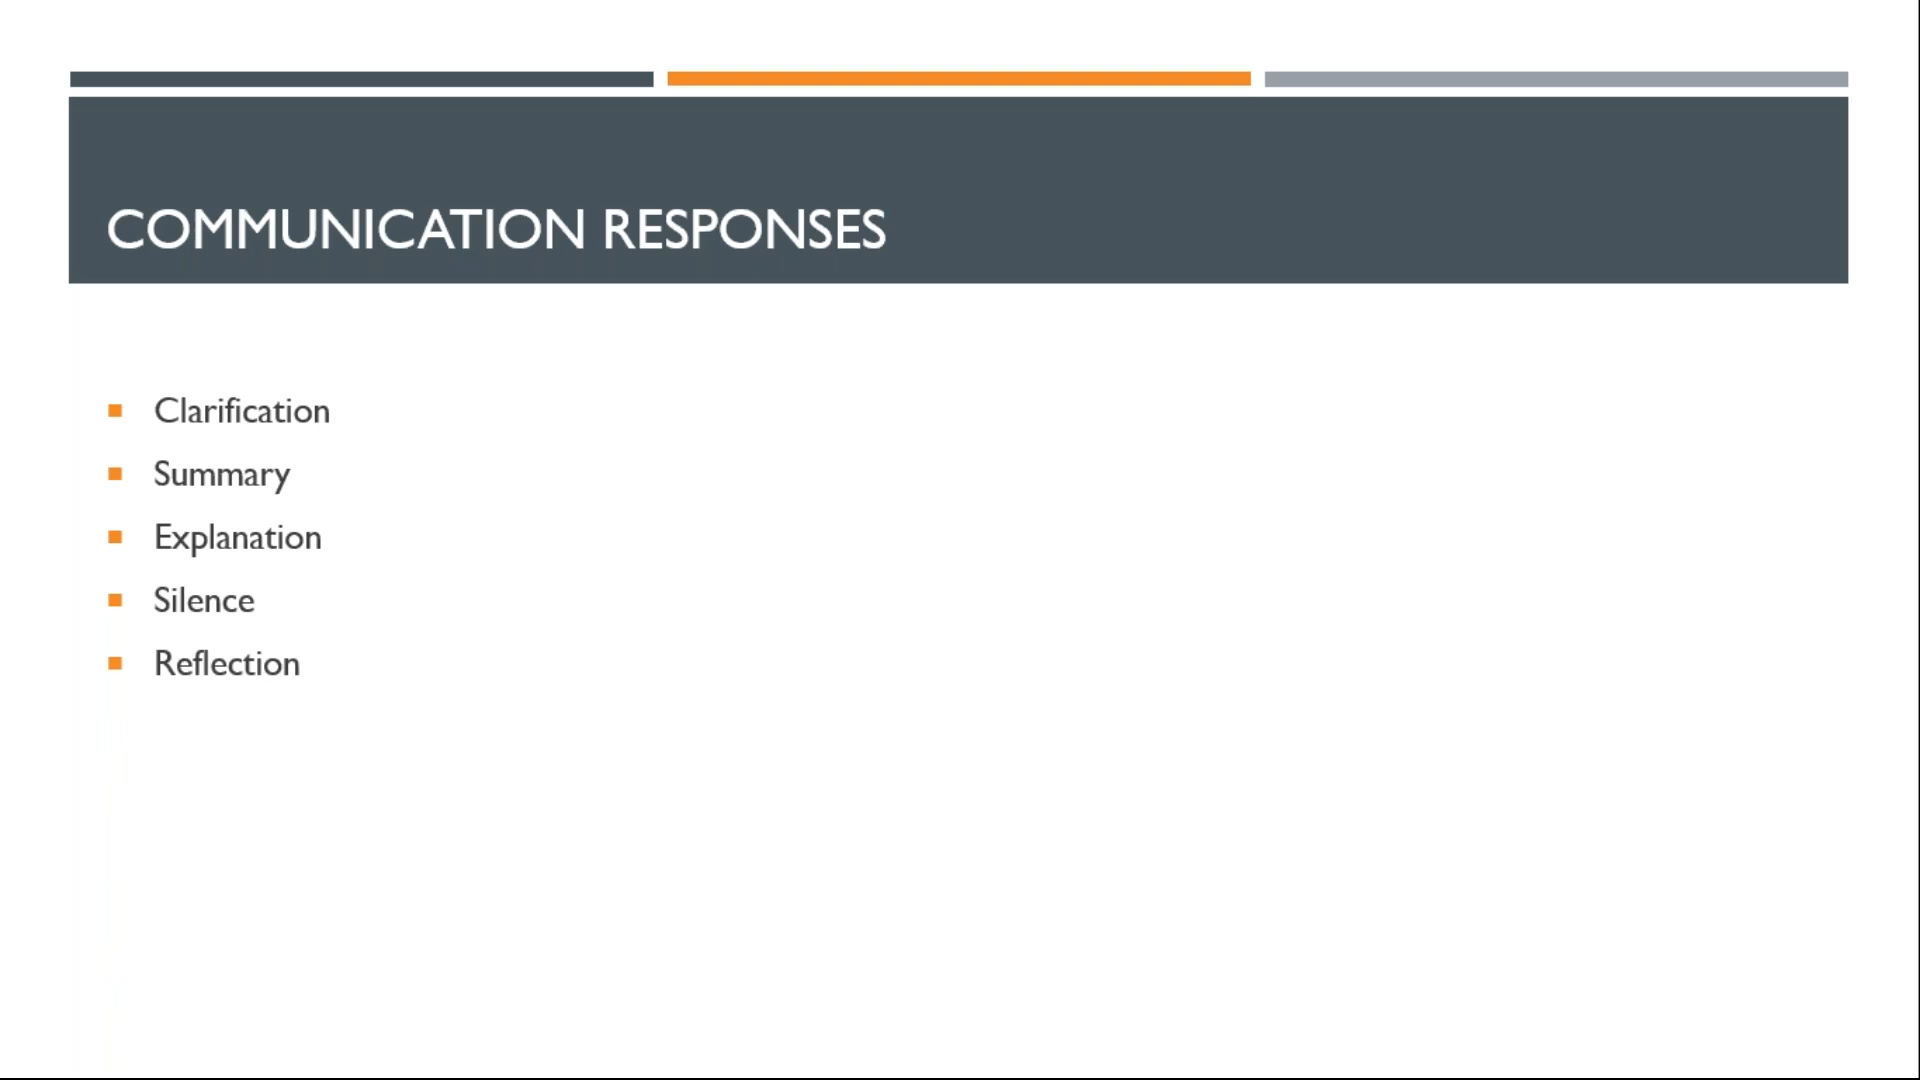 COMMUNICATION RESPONSES
Clarification
Summary
Explanation
Silence
Reflection